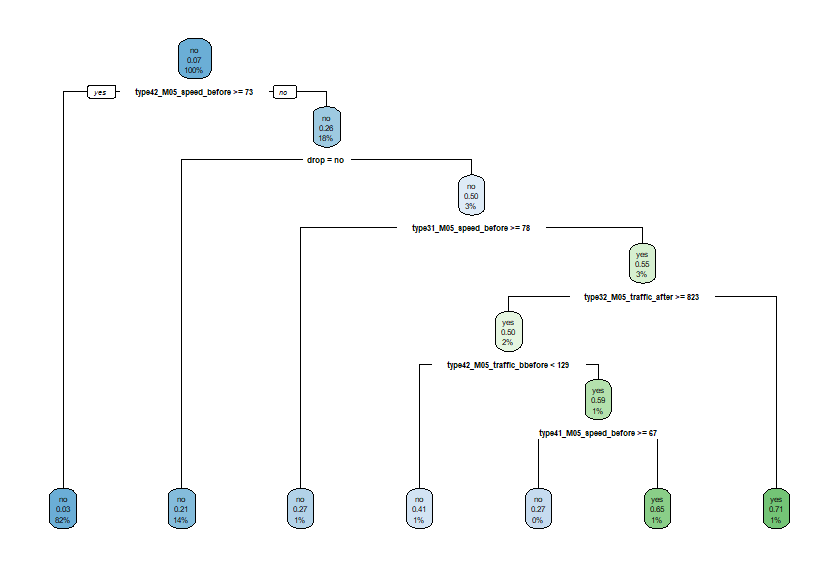 no
0.07
100%
yes
type42_M05_speed_before >= 73
no
no
0.26
18%
drop = no
no
0.50
3%
type31_M05_speed_before >= 78
yes
0.55
3%
type32_M05_traffic_after >= 823
yes
0.50
2%
type42_M05_traffic_bbefore < 129
yes
0.59
1%
type41_M05_speed_before >= 67
no
0.03
82%
no
0.21
14%
no
0.27
1%
no
0.41
1%
no
0.27
0%
yes
0.65
1%
yes
0.71
1%